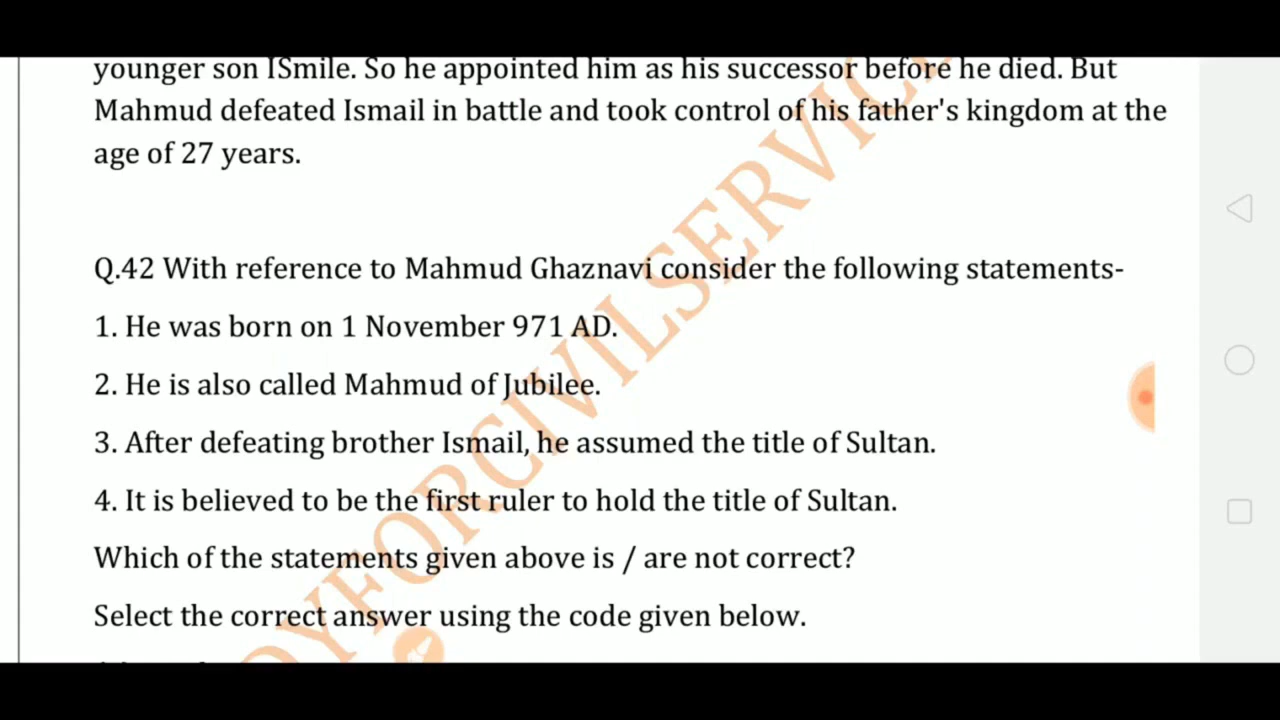 younger son ISmile. So he appointed him as his successor before he died. But
Mahmud defeated Ismail in battle and took control of his father's kingdom at the
age of 27 years.
Q.42 With reference to Mahmud Ghaznavi consider the following statements-
1. He was born on 1 November 971 AD.
2. He is also called Mahmud of Jubilee.
3. After defeating brother Ismail, he assumed the title of Sultan.
4. It is believed to be the first ruler to hold the title of Sultan.
Which of the statements given above is / are not correct?
Select the correct answer using the code given below.
DYFORCIVILSERVICE